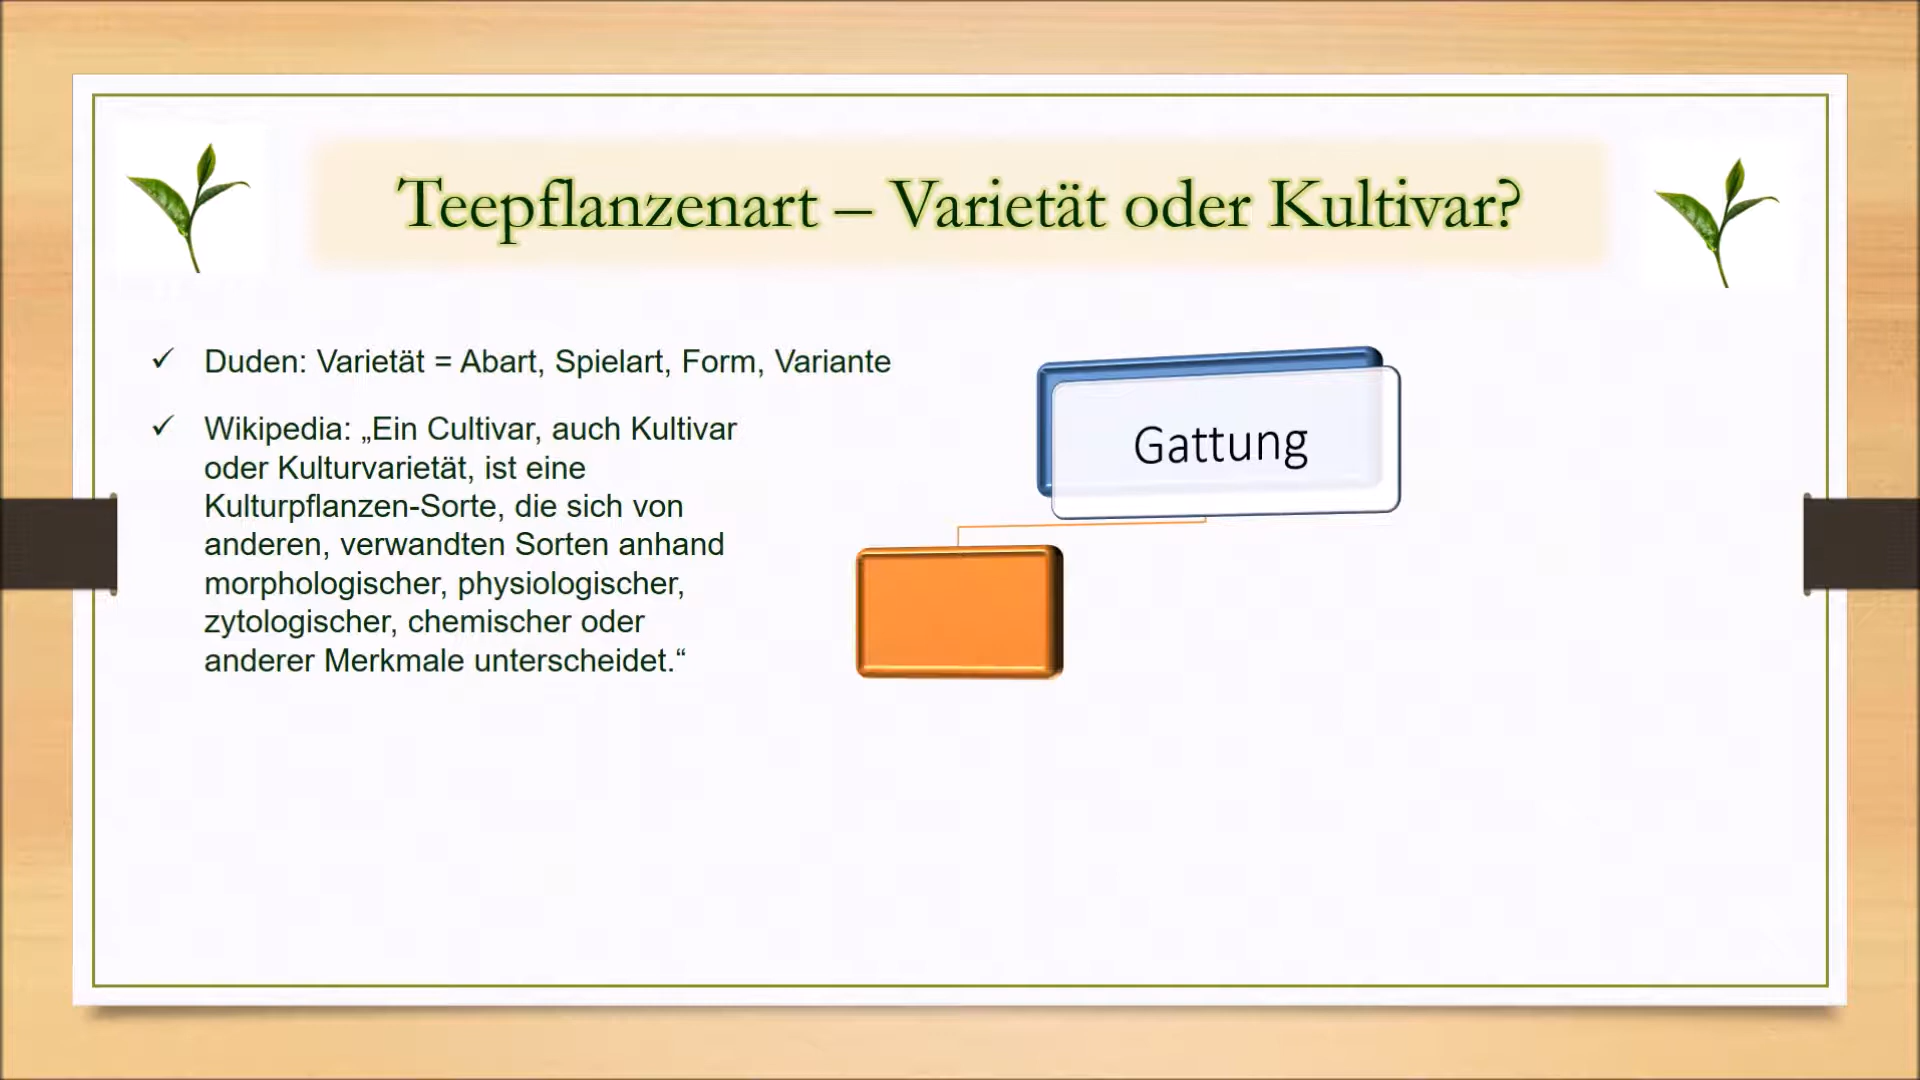 Teepflanzenart – Varietät oder Kultivar?
✓ Duden: Varietät = Abart, Spielart, Form, Variante
✓ Wikipedia: „Ein Cultivar, auch Kultivar
oder Kulturvarietät, ist eine
Kulturpflanzen-Sorte, die sich von
anderen, verwandten Sorten anhand
morphologischer, physiologischer,
zytologischer, chemischer oder
anderer Merkmale unterscheidet.“
Gattung